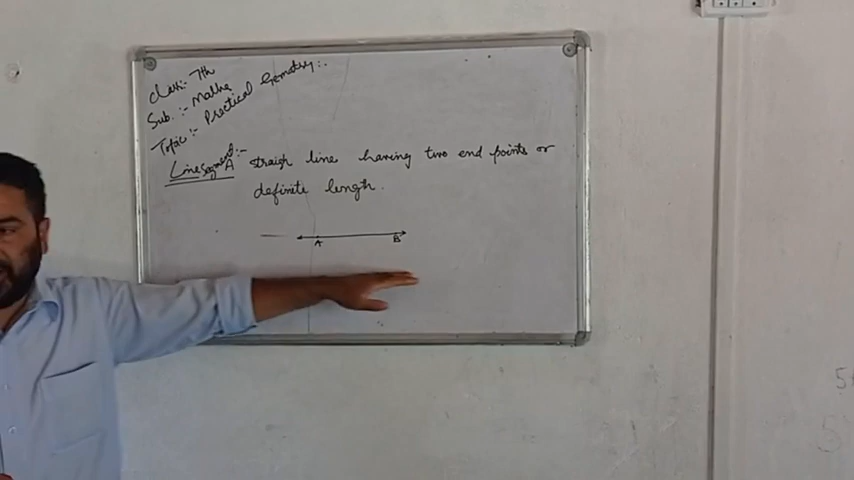 Class:- 7th
Sub. :- Maths
Topic:- Practical Geometry:.
Line Segment:- A straigh line having two end points or
definite length.
A B